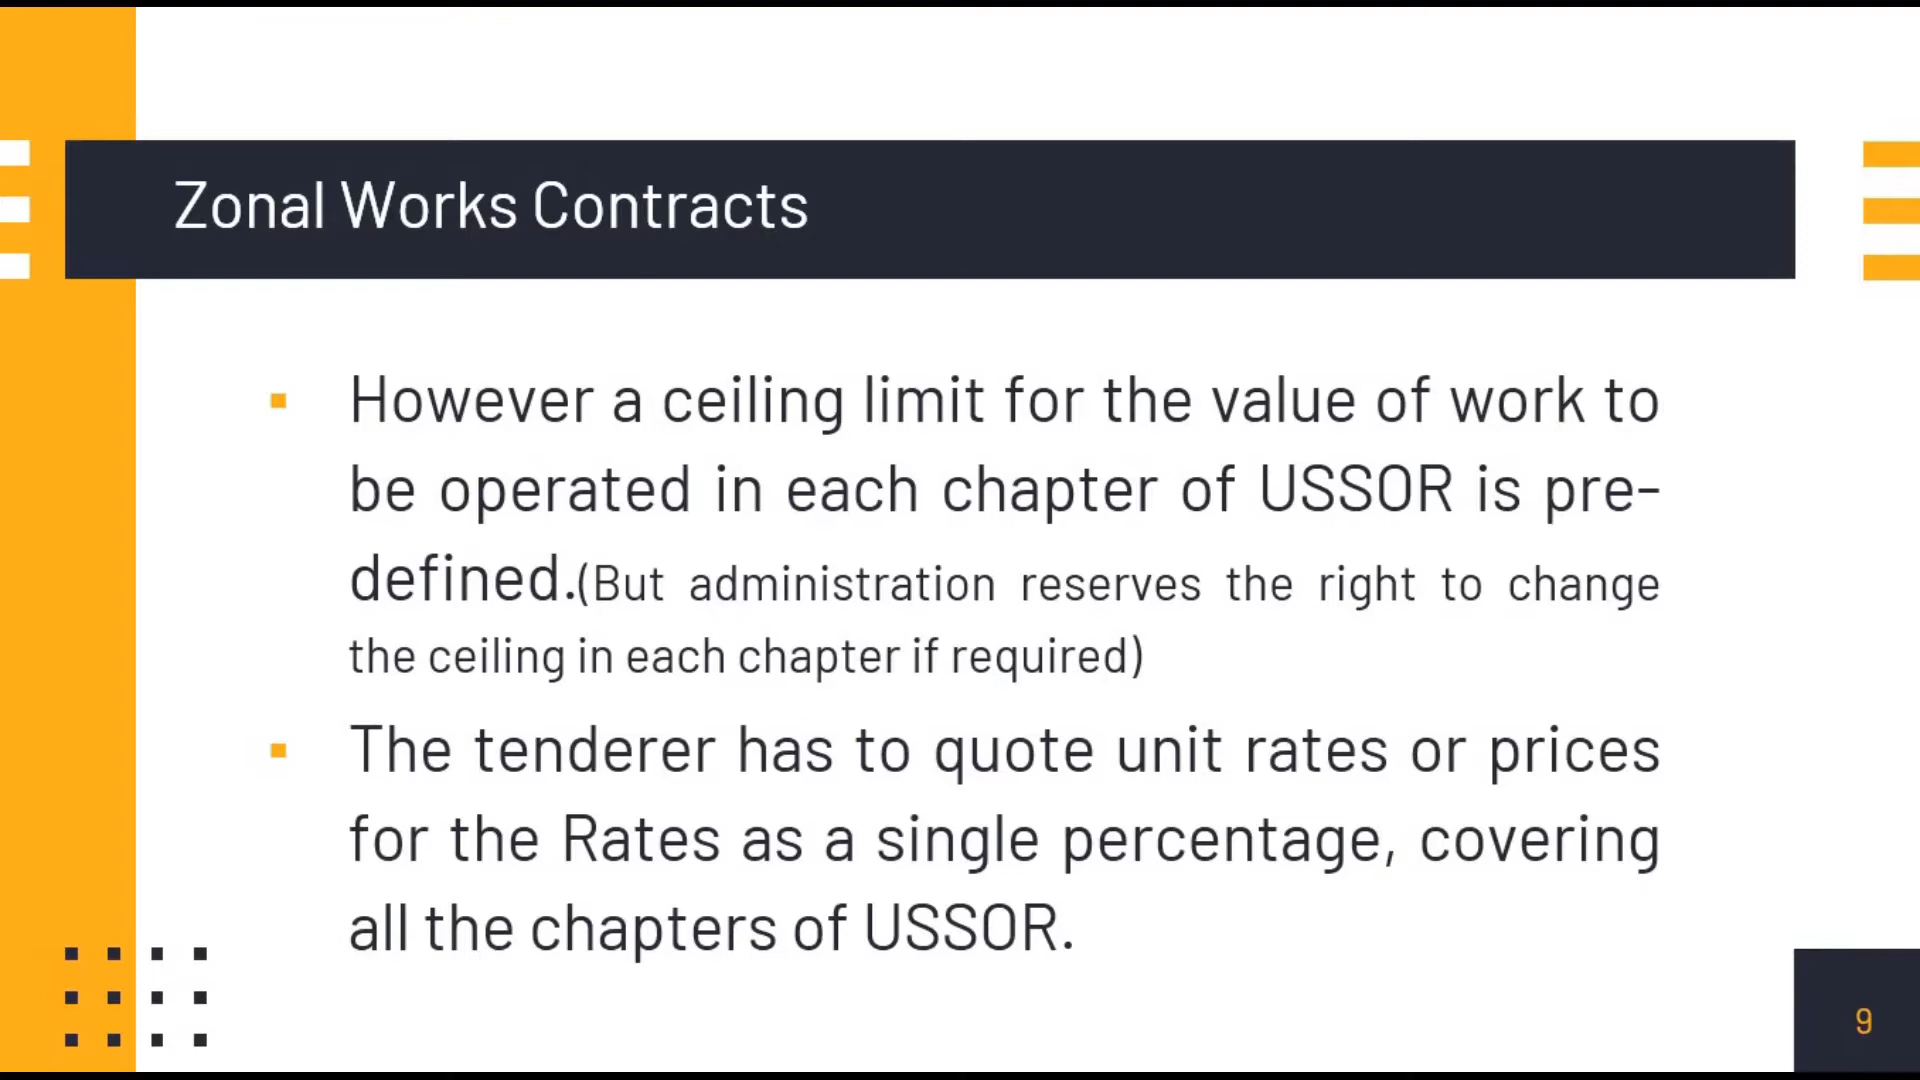 Zonal Works Contracts
However a ceiling limit for the value of work to
be operated in each chapter of USSOR is pre-
defined.(But administration reserves the right to change
the ceiling in each chapter if required)
The tenderer has to quote unit rates or prices
for the Rates as a single percentage, covering
all the chapters of USSOR.
9